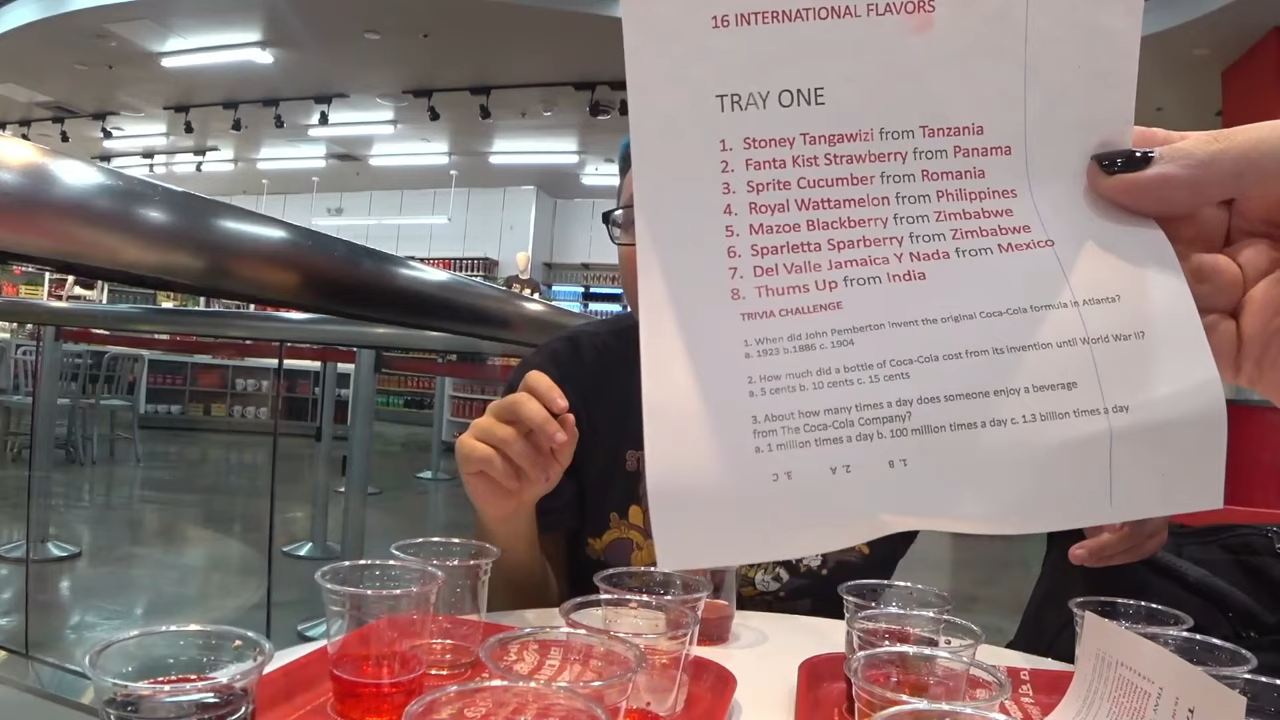 16 INTERNATIONAL FLAVORS
TRAY ONE
1. Stoney Tangawizi from Tanzania
2. Fanta Kist Strawberry from Panama
3. Sprite Cucumber from Romania
4. Royal Wattamelon from Philippines
5. Mazoe Blackberry from Zimbabwe
6. Sparletta Sparberry from Zimbabwe
7. Del Valle Jamaica Y Nada from Mexico
8. Thums Up from India
TRIVIA CHALLENGE
1. When did John Pemberton invent the original Coca-Cola formula in Atlanta?
a. 1923 b.1886 c. 1904
2. How much did a bottle of Coca-Cola cost from its invention until World War II?
a. 5 cents b. 10 cents c. 15 cents
3. About how many times a day does someone enjoy a beverage
from The Coca-Cola Company?
a. 1 million times a day b. 100 million times a day c. 1.3 billion times a day
1. B 2. A 3. C